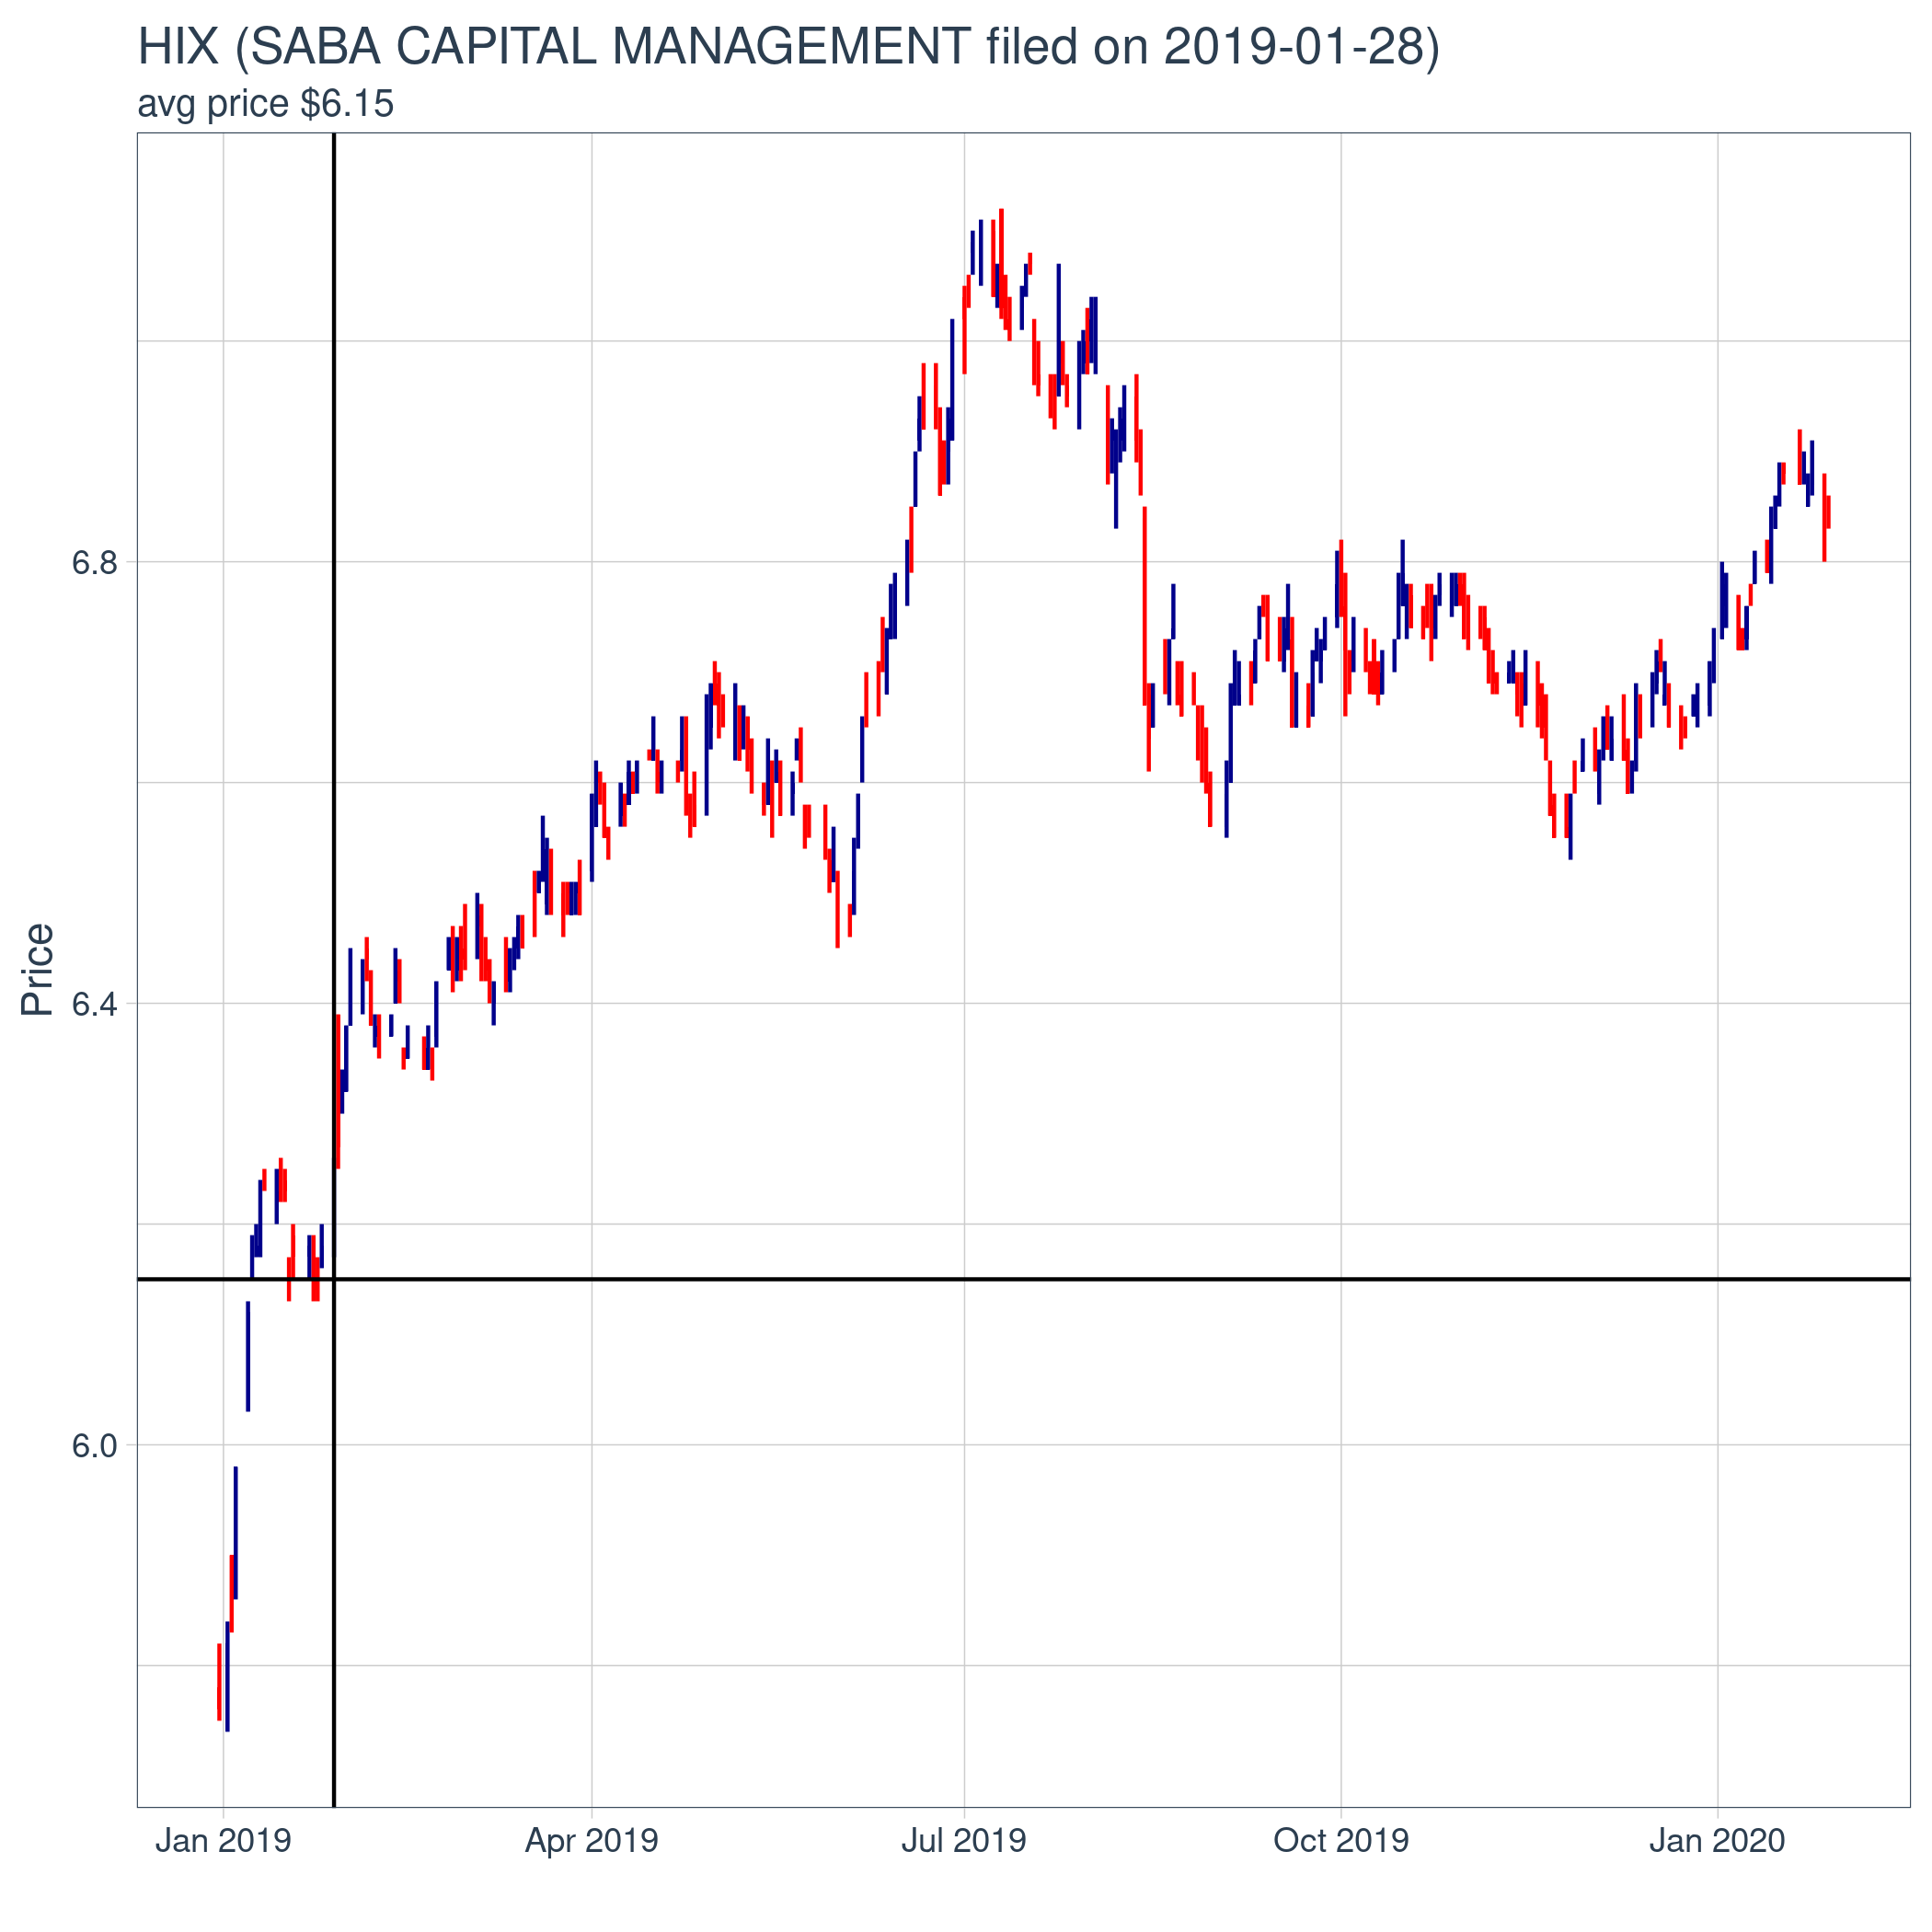 HIX (SABA CAPITAL MANAGEMENT filed on 2019-01-28)
avg price $6.15
Price
6.8
6.4
6.0
Jan 2019
Apr 2019
Jul 2019
Oct 2019
Jan 2020